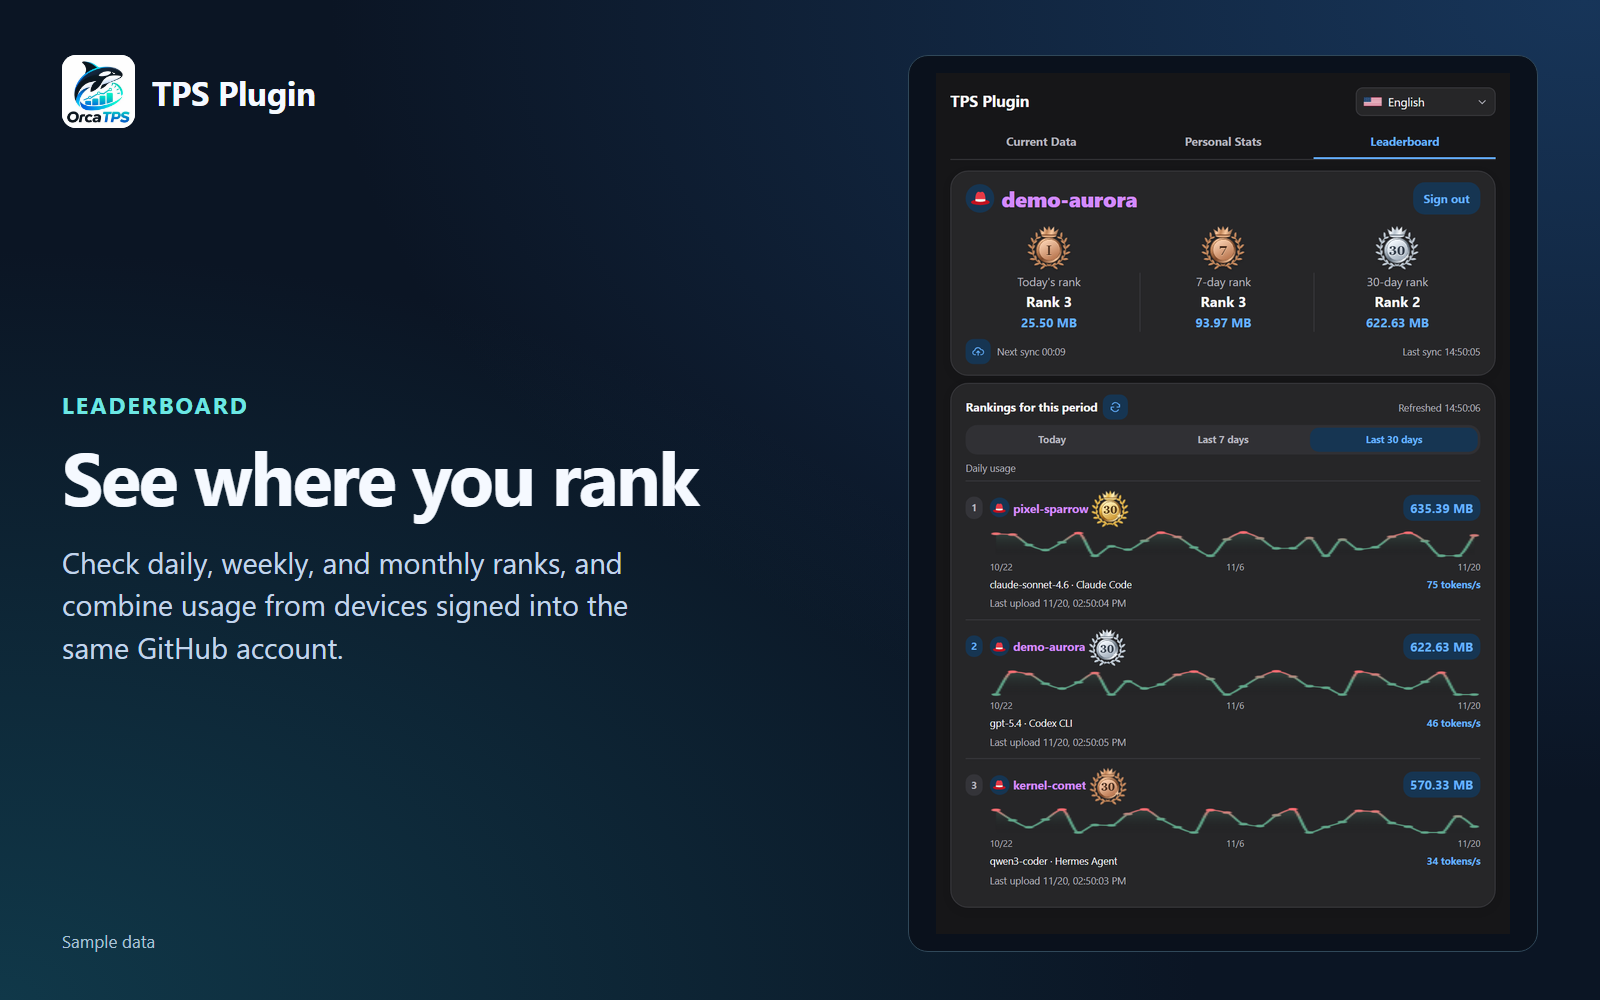 OrcaTPS
TPS Plugin
LEADERBOARD
See where you rank
Check daily, weekly, and monthly ranks, and
combine usage from devices signed into the
same GitHub account.
Sample data
TPS Plugin
English
Current Data
Personal Stats
Leaderboard
demo-aurora
Sign out
1
7
30
Today's rank
7-day rank
30-day rank
Rank 3
Rank 3
Rank 2
25.50 MB
93.97 MB
622.63 MB
Next sync 00:09
Last sync 14:50:05
Rankings for this period
Refreshed 14:50:06
Today
Last 7 days
Last 30 days
Daily usage
1 pixel-sparrow 30 635.39 MB
10/22 11/6 11/20
claude-sonnet-4.6 · Claude Code 75 tokens/s
Last upload 11/20, 02:50:04 PM
2 demo-aurora 30 622.63 MB
10/22 11/6 11/20
gpt-5.4 · Codex CLI 46 tokens/s
Last upload 11/20, 02:50:05 PM
3 kernel-comet 30 570.33 MB
10/22 11/6 11/20
qwen3-coder · Hermes Agent 34 tokens/s
Last upload 11/20, 02:50:03 PM